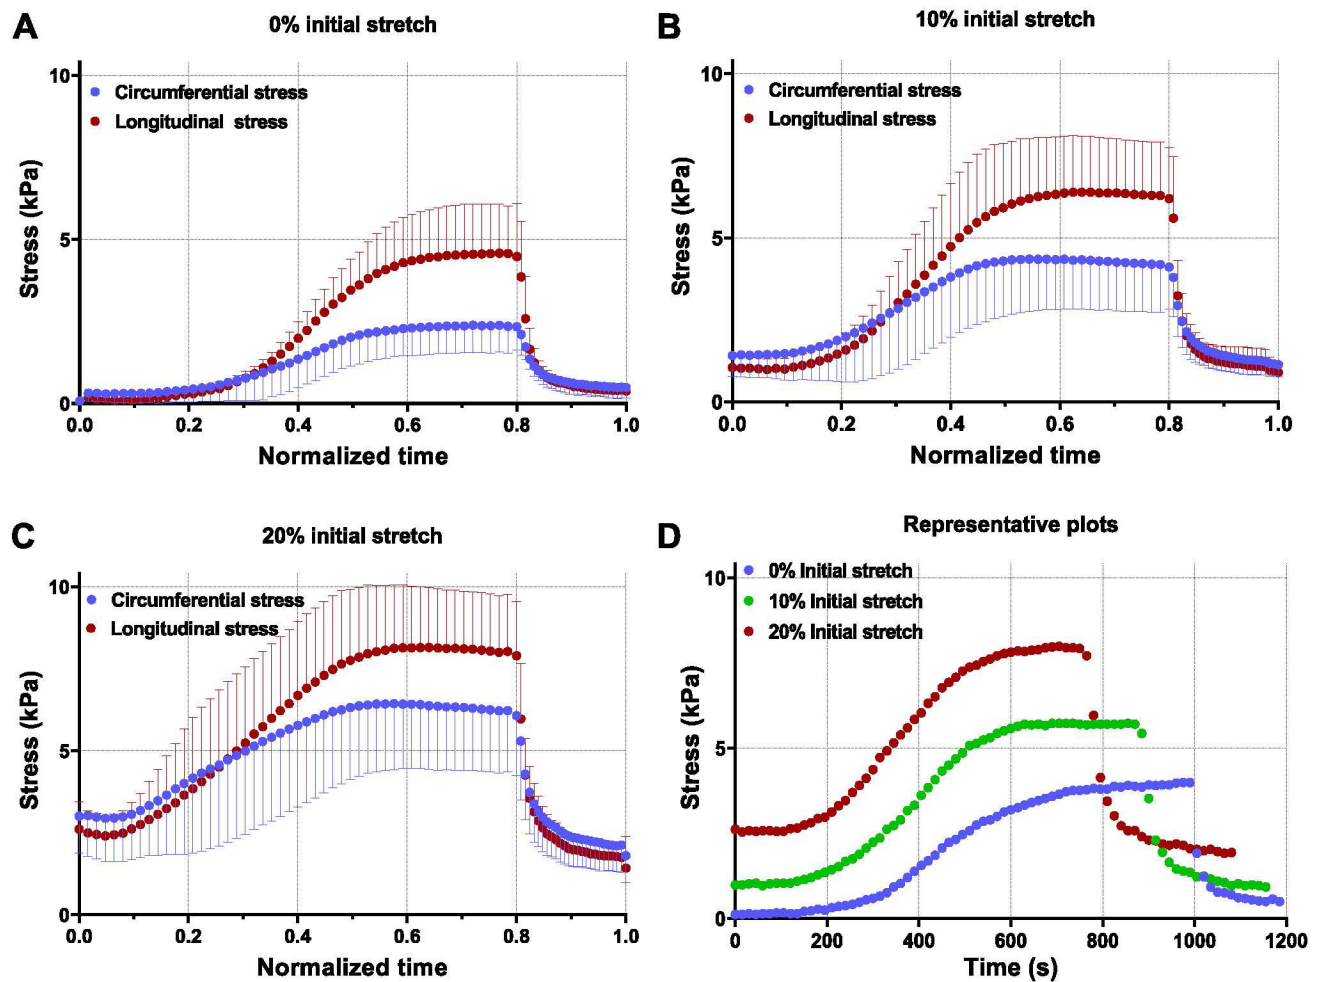 A
0% initial stretch
10
5
0
Stress (kPa)
Circumferential stress
Longitudinal stress
0.0 0.2 0.4 0.6 0.8 1.0
Normalized time
B
10% initial stretch
10
5
0
Stress (kPa)
Circumferential stress
Longitudinal stress
0.0 0.2 0.4 0.6 0.8 1.0
Normalized time
C
20% initial stretch
10
5
0
Stress (kPa)
Circumferential stress
Longitudinal stress
0.0 0.2 0.4 0.6 0.8 1.0
Normalized time
D
Representative plots
10
5
0
Stress (kPa)
0% Initial stretch
10% Initial stretch
20% Initial stretch
0 200 400 600 800 1000 1200
Time (s)